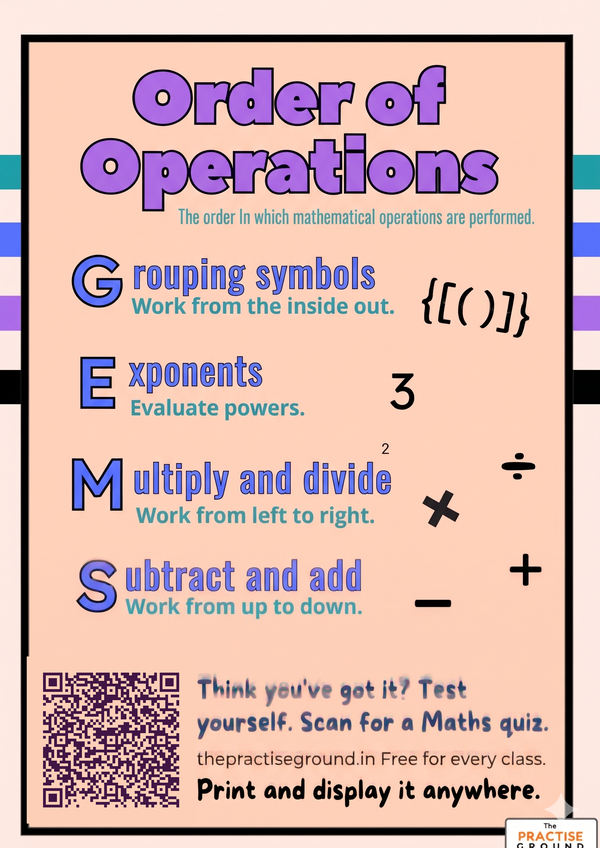 Order of
Operations
The order In which mathematical operations are performed.
Grouping symbols
Work from the inside out.
{[()]}
Exponents
Evaluate powers.
3
2
Multiply and divide
Work from left to right.
× ÷
Subtract and add
Work from up to down.
− +
Think you've got it? Test
yourself. Scan for a Maths quiz.
thepractiseground.in Free for every class.
Print and display it anywhere.
The
PRACTISE
GROUND